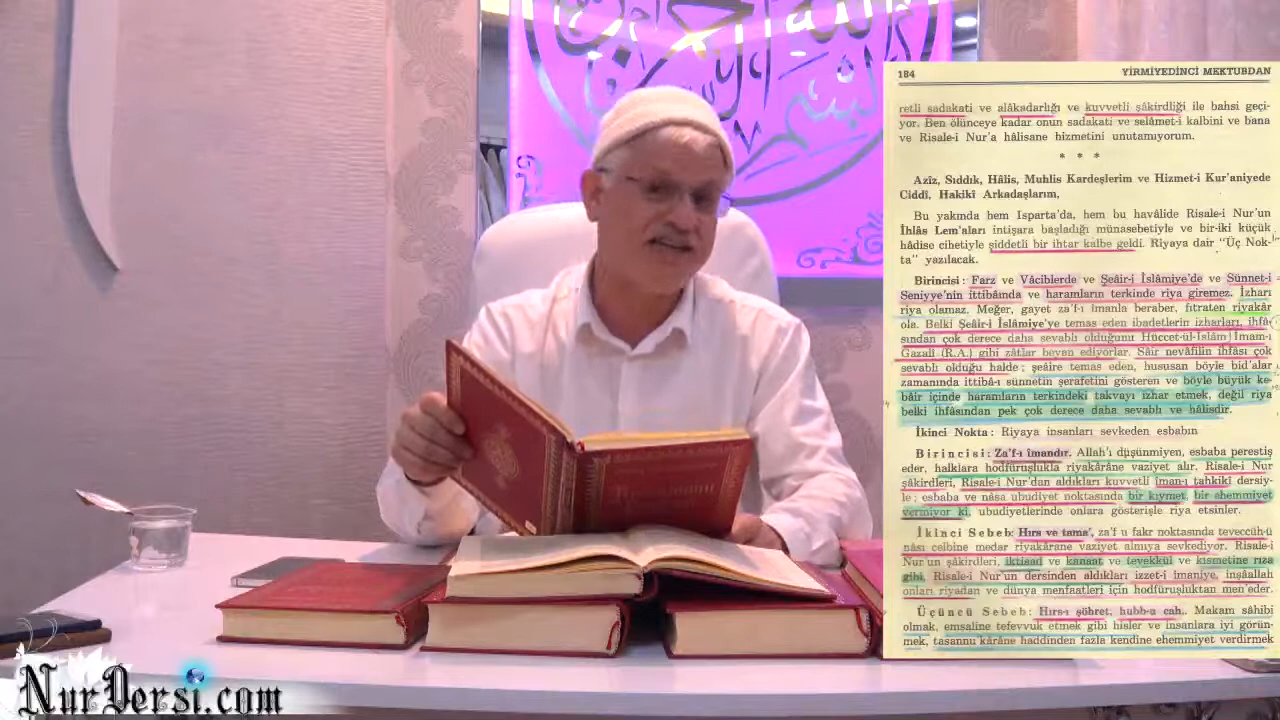 184 YİRMİYEDİNCİ MEKTUBDAN
retli sadakati ve alâkadarlığı ve kuvvetli şâkirdliği ile bahsi geçi-
yor. Ben ölünceye kadar onun sadakati ve selâmet-i kalbini ve bana
ve Risale-i Nur'a hâlisane hizmetini unutamıyorum.
* * *
Azîz, Sıddık, Hâlis, Muhlis Kardeşlerim ve Hizmet-i Kur'aniyede
Ciddî, Hakikî Arkadaşlarım,
Bu yakında hem Isparta'da, hem bu havâlide Risale-i Nur'un
İhlâs Lem'aları intişara başladığı münasebetiyle ve bir-iki küçük
hâdise cihetiyle şiddetli bir ihtar kalbe geldi. Riyaya dair "Üç Nok-
ta" yazılacak.
Birincisi: Farz ve Vâciblerde ve Şeâir-i İslâmiye'de ve Sünnet-i
Seniyye'nin ittibaında ve haramların terkinde riya giremez. İzharı
riya olamaz. Meğer, gayet za'f-ı imanla beraber, fıtraten riyakâr
ola. Belki Şeâir-i İslâmiye'ye temas eden ibadetlerin izharları, ihfâ-
sından çok derece daha sevablı olduğunu Hüccet-ül-İslâm İmam-ı
Gazalî (R.A.) gibi zâtlar beyan ediyorlar. Sâir nevâfilin ihfâsı çok
sevablı olduğu halde; şeâire temas eden, hususan böyle bid'alar
zamanında ittibâ-ı sünnetin şerafetini gösteren ve böyle büyük ke-
bâir içinde haramların terkindeki takvayı izhar etmek, değil riya
belki ihfâsından pek çok derece daha sevablı ve hâlisdir.
İkinci Nokta: Riyaya insanları sevkeden esbabın
Birincisi: Za'f-ı imandır. Allah'ı düşünmiyen, esbaba perestiş
eder, halklara hodfüruşlukla riyakârane vaziyet alır. Risale-i Nur
şâkirdleri, Risale-i Nur'dan aldıkları kuvvetli iman-ı tahkikî dersiy-
le; esbaba ve nâsa ubudiyet noktasında bir kıymet, bir ehemmiyet
vermiyor ki, ubudiyetlerinde onlara gösterişle riya etsinler.
İkinci Sebeb: Hırs ve tama', za'f u fakr noktasında teveccüh-ü
nâsı celbine medar riyakârane vaziyet almıya sevkediyor. Risale-i
Nur'un şâkirdleri, iktisad ve kanaat ve tevekkül ve kısmetine rıza
gibi, Risale-i Nur'un dersinden aldıkları izzet-i imaniye, inşâallah
onları riyadan ve dünya menfaatleri için hodfüruşluktan men'eder.
Üçüncü Sebeb: Hırs-ı şöhret, hubb-u cah.. Makam sâhibi
olmak, emsaline tefevvuk etmek gibi hisler ve insanlara iyi görün-
mek, tasannu kârâne haddinden fazla kendine ehemmiyet verdirmek
NurDersi.com